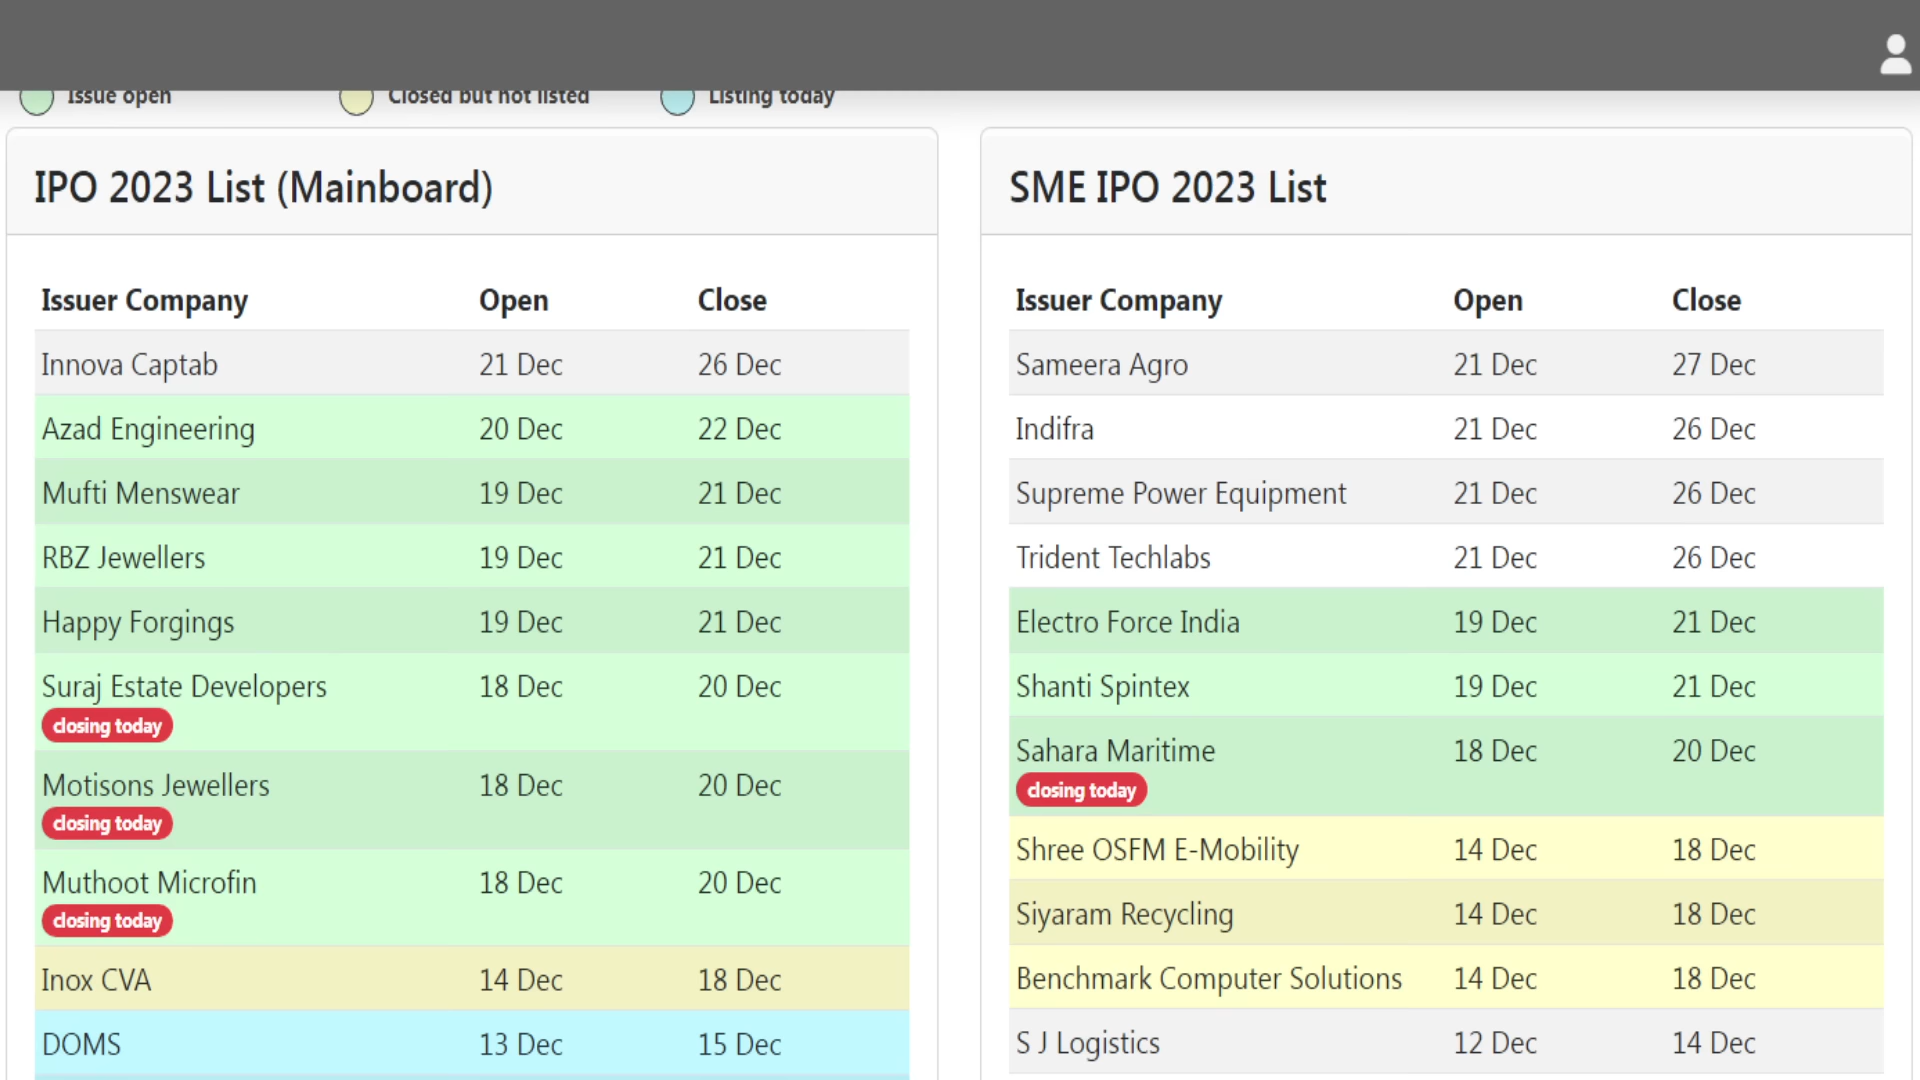 Issue open Closed but not listed Listing today
IPO 2023 List (Mainboard)
Issuer Company Open Close
Innova Captab 21 Dec 26 Dec
Azad Engineering 20 Dec 22 Dec
Mufti Menswear 19 Dec 21 Dec
RBZ Jewellers 19 Dec 21 Dec
Happy Forgings 19 Dec 21 Dec
Suraj Estate Developers 18 Dec 20 Dec
closing today
Motisons Jewellers 18 Dec 20 Dec
closing today
Muthoot Microfin 18 Dec 20 Dec
closing today
Inox CVA 14 Dec 18 Dec
DOMS 13 Dec 15 Dec
SME IPO 2023 List
Issuer Company Open Close
Sameera Agro 21 Dec 27 Dec
Indifra 21 Dec 26 Dec
Supreme Power Equipment 21 Dec 26 Dec
Trident Techlabs 21 Dec 26 Dec
Electro Force India 19 Dec 21 Dec
Shanti Spintex 19 Dec 21 Dec
Sahara Maritime 18 Dec 20 Dec
closing today
Shree OSFM E-Mobility 14 Dec 18 Dec
Siyaram Recycling 14 Dec 18 Dec
Benchmark Computer Solutions 14 Dec 18 Dec
S J Logistics 12 Dec 14 Dec